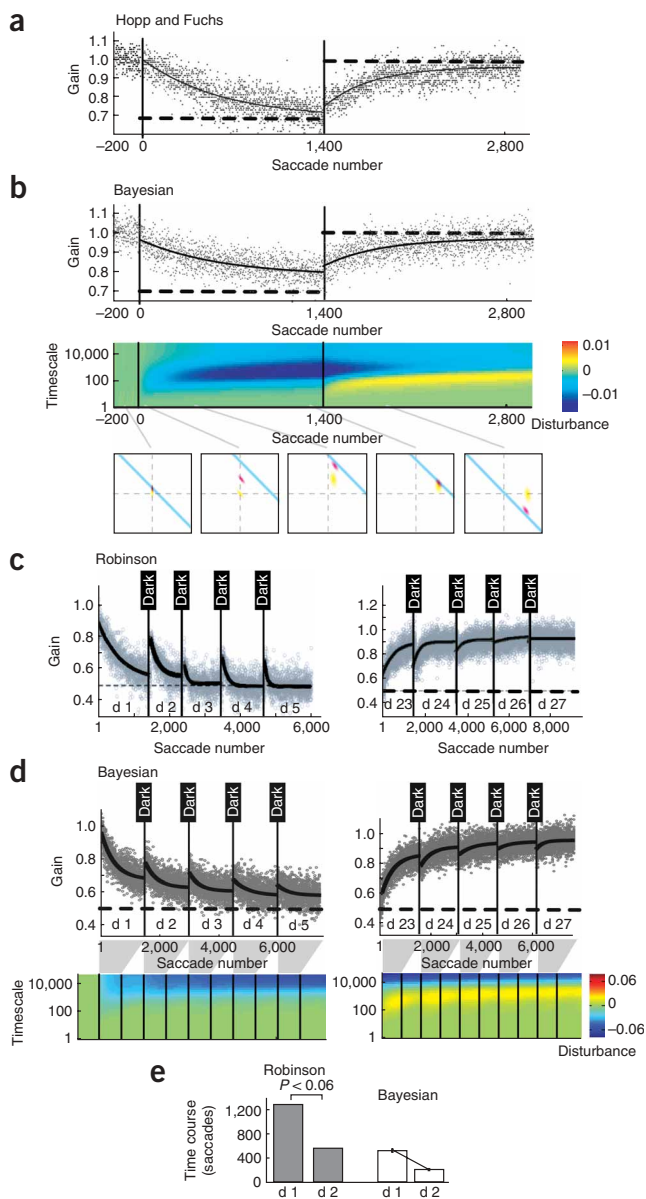 a
Hopp and Fuchs
Gain
1.1
1.0
0.9
0.8
0.7
–200 0 1,400 2,800
Saccade number
b
Bayesian
Gain
1.1
1.0
0.9
0.8
0.7
–200 0 1,400 2,800
Saccade number
Timescale
10,000
100
1
–200 0 1,400 2,800
Saccade number
0.01
0
–0.01
Disturbance
c
Robinson
Dark Dark Dark Dark
Gain
1.0
0.8
0.6
0.4
d 1 d 2 d 3 d 4 d 5
1 2,000 4,000 6,000
Saccade number
Dark Dark Dark Dark
1.2
1.0
0.8
0.6
0.4
d 23 d 24 d 25 d 26 d 27
1 2,000 4,000 6,000 8,000
Saccade number
d
Bayesian
Dark Dark Dark Dark
Gain
1.0
0.8
0.6
0.4
d 1 d 2 d 3 d 4 d 5
1 2,000 4,000 6,000
Saccade number
Dark Dark Dark Dark
1.2
1.0
0.8
0.6
0.4
d 23 d 24 d 25 d 26 d 27
1 2,000 4,000 6,000
Saccade number
Timescale
10,000
100
1
10,000
100
1
0.06
0
–0.06
Disturbance
e
Robinson
P < 0.06
Bayesian
Time course
(saccades)
1,200
800
400
0
d 1 d 2 d 1 d 2